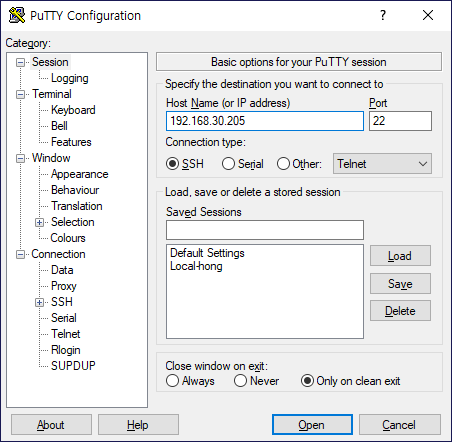 PuTTY Configuration
Category:
Session
Logging
Terminal
Keyboard
Bell
Features
Window
Appearance
Behaviour
Translation
Selection
Colours
Connection
Data
Proxy
SSH
Serial
Telnet
Rlogin
SUPDUP
Basic options for your PuTTY session
Specify the destination you want to connect to
Host Name (or IP address) Port
192.168.30.205 22
Connection type:
SSH Serial Other: Telnet
Load, save or delete a stored session
Saved Sessions
Default Settings
Local-hong
Load
Save
Delete
Close window on exit:
Always Never Only on clean exit
About Help Open Cancel